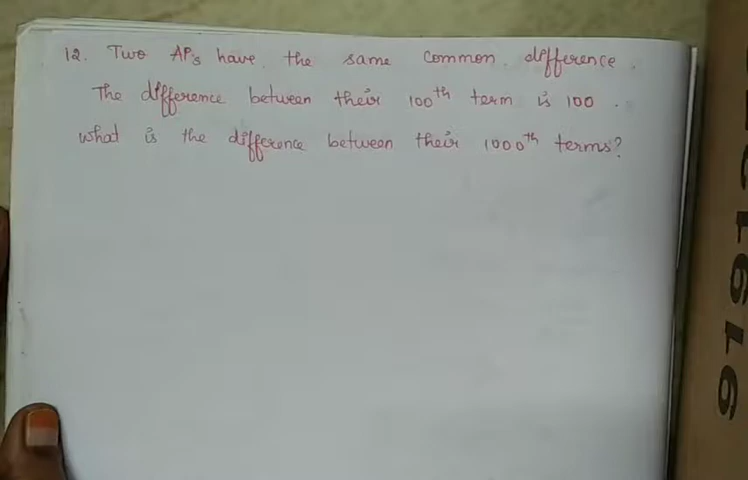 12. Two APs have the same common difference.
The difference between their 100th term is 100.
what is the difference between their 1000th terms?